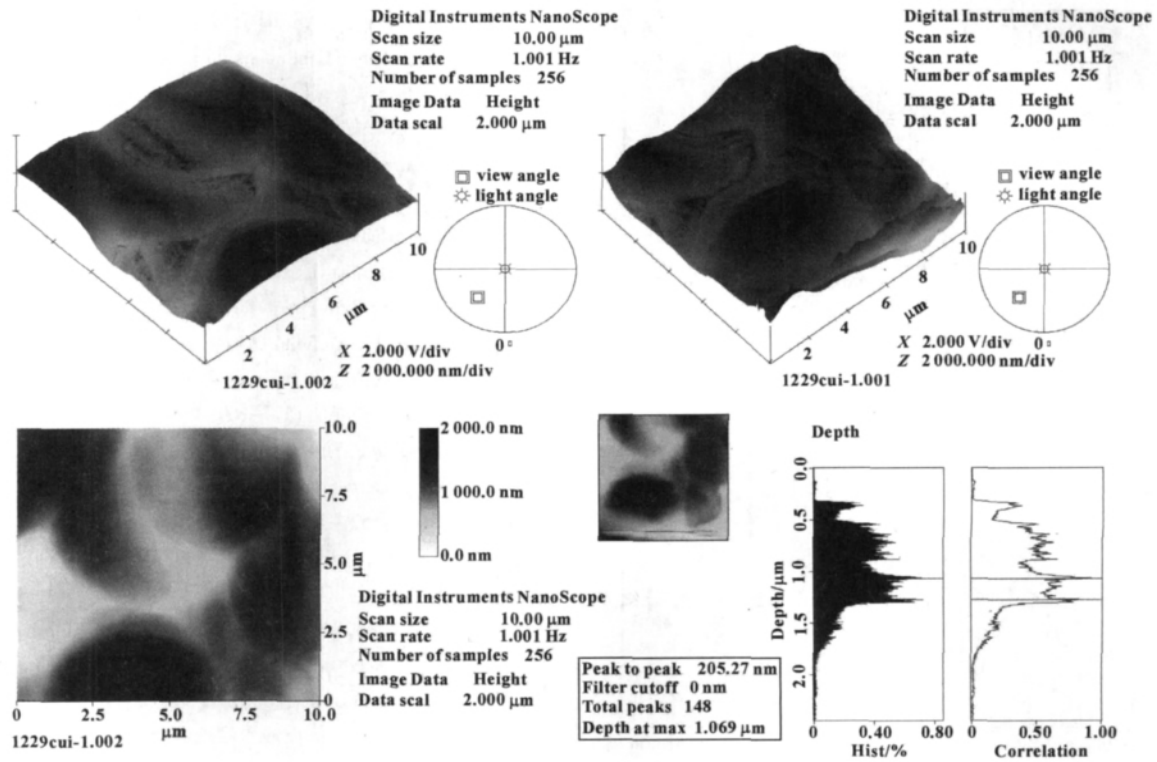 Digital Instruments NanoScope
Scan size 10.00 μm
Scan rate 1.001 Hz
Number of samples 256
Image Data Height
Data scal 2.000 μm
view angle
light angle
0°
10
8
6
4
2
μm
X 2.000 V/div
Z 2 000.000 nm/div
1229cui-1.002
Digital Instruments NanoScope
Scan size 10.00 μm
Scan rate 1.001 Hz
Number of samples 256
Image Data Height
Data scal 2.000 μm
view angle
light angle
0°
10
8
6
4
2
μm
X 2.000 V/div
Z 2 000.000 nm/div
1229cui-1.001
10.0
7.5
5.0
2.5
0
μm
0 2.5 5.0 7.5 10.0
μm
1229cui-1.002
2 000.0 nm
1 000.0 nm
0.0 nm
Digital Instruments NanoScope
Scan size 10.00 μm
Scan rate 1.001 Hz
Number of samples 256
Image Data Height
Data scal 2.000 μm
Peak to peak 205.27 nm
Filter cutoff 0 nm
Total peaks 148
Depth at max 1.069 μm
Depth
0.0
0.5
1.0
1.5
2.0
Depth/μm
0 0.40 0.80
Hist/%
0 0.50 1.00
Correlation